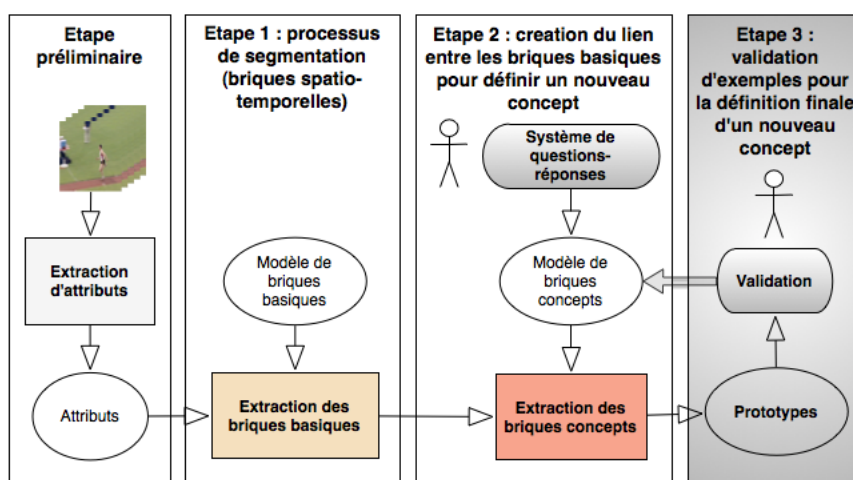 Etape
préliminaire
Extraction
d'attributs
Attributs
Etape 1 : processus
de segmentation
(briques spatio-
temporelles)
Modèle de
briques
basiques
Extraction des
briques basiques
Etape 2 : creation du lien
entre les briques basiques
pour définir un nouveau
concept
Système de
questions-
réponses
Modèle de
briques
concepts
Extraction des
briques concepts
Etape 3 :
validation
d'exemples pour
la définition finale
d'un nouveau
concept
Validation
Prototypes